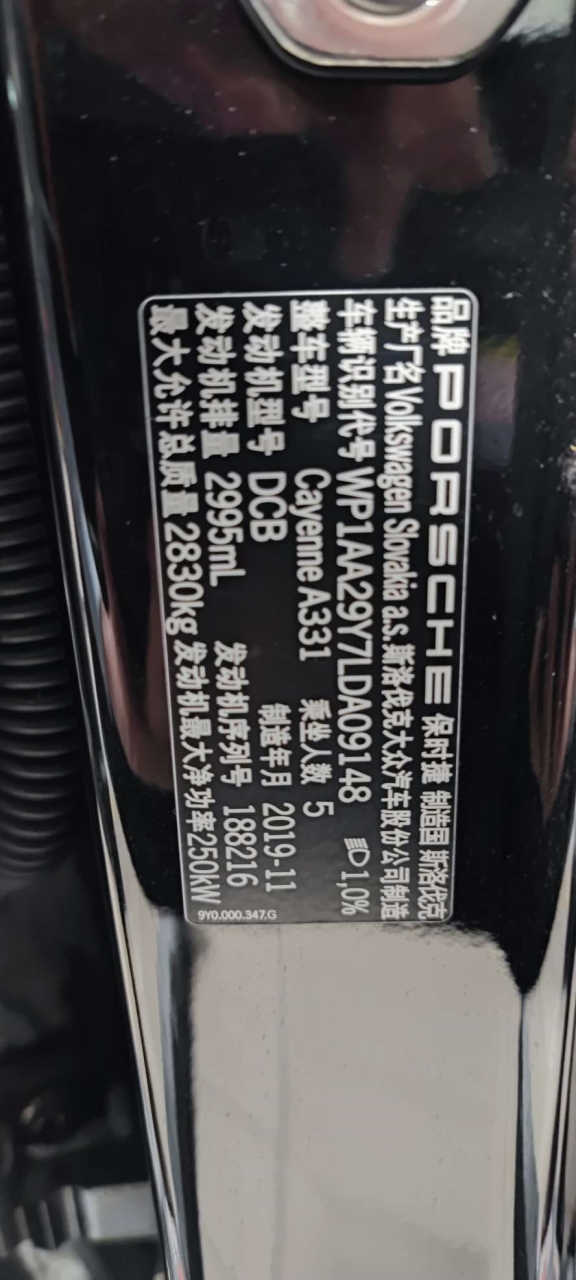 品牌 PORSCHE 保时捷 制造国 斯洛伐克
生产厂名 Volkswagen Slovakia a.s. 斯洛伐克大众汽车股份公司制造
车辆识别代号 WP1AA29Y7LDA09148 1,0%
整车型号 Cayenne A331 乘坐人数 5
发动机型号 DCB 制造年月 2019-11
发动机排量 2995mL 发动机序列号 188216
最大允许总质量 2830kg 发动机最大净功率 250kW
9Y0.000.347.G